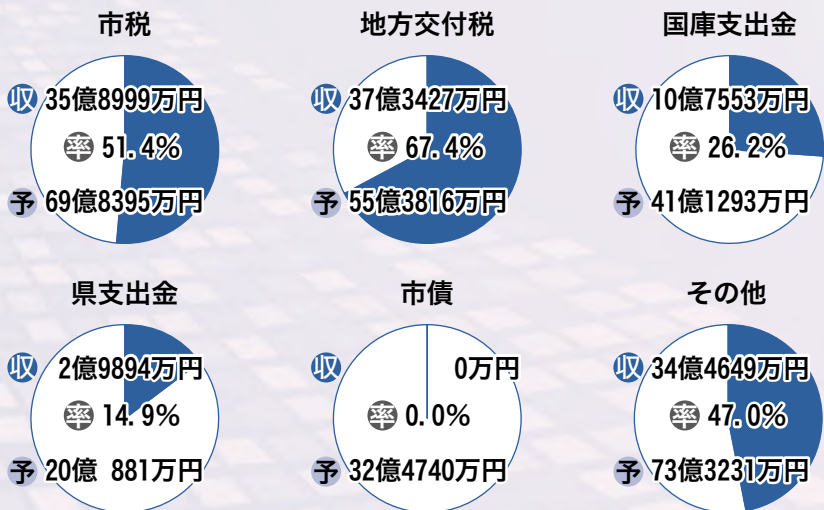 市税
収 35億8999万円
率 51.4%
予 69億8395万円
地方交付税
収 37億3427万円
率 67.4%
予 55億3816万円
国庫支出金
収 10億7553万円
率 26.2%
予 41億1293万円
県支出金
収 2億9894万円
率 14.9%
予 20億 881万円
市債
収 0万円
率 0.0%
予 32億4740万円
その他
収 34億4649万円
率 47.0%
予 73億3231万円